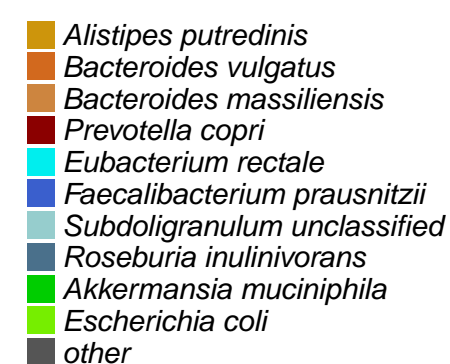 Alistipes putredinis
Bacteroides vulgatus
Bacteroides massiliensis
Prevotella copri
Eubacterium rectale
Faecalibacterium prausnitzii
Subdoligranulum unclassified
Roseburia inulinivorans
Akkermansia muciniphila
Escherichia coli
other